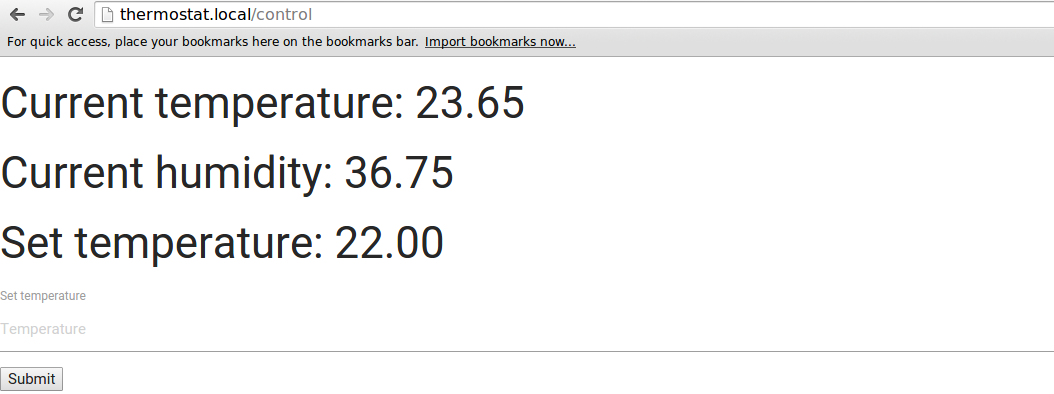 thermostat.local/control
For quick access, place your bookmarks here on the bookmarks bar. Import bookmarks now...
Current temperature: 23.65
Current humidity: 36.75
Set temperature: 22.00
Set temperature
Temperature
Submit